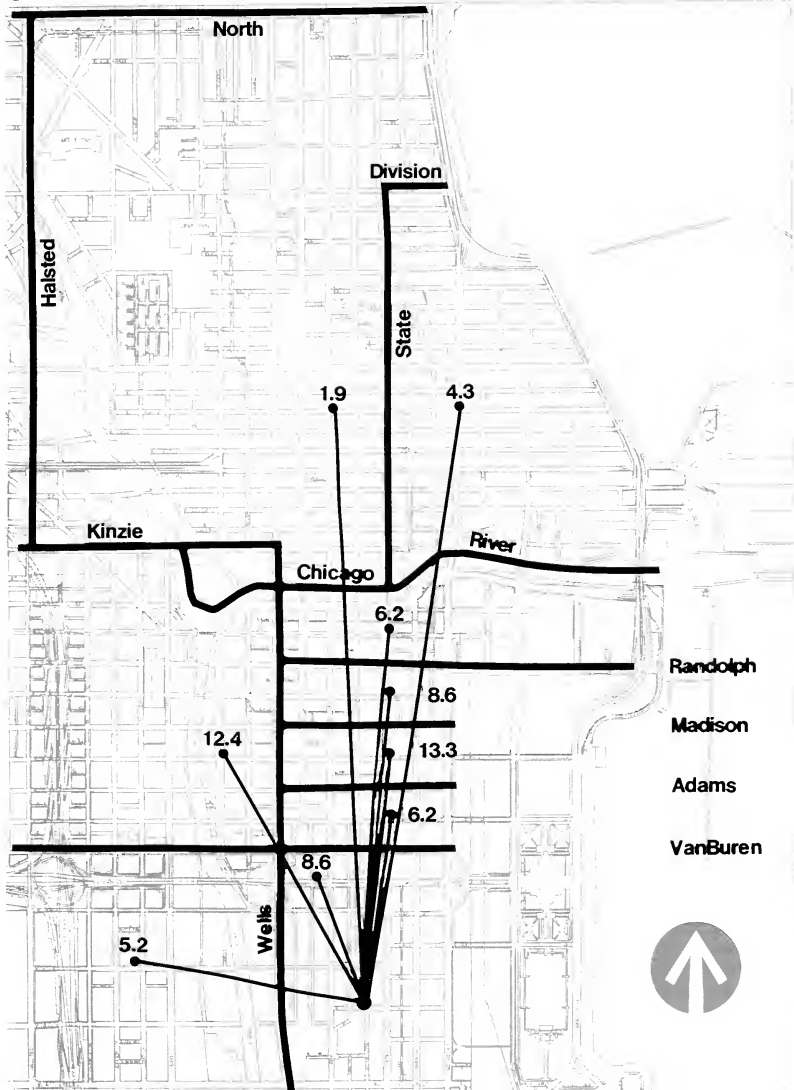 North
Division
Halsted
State
1.9
4.3
Kinzie
River
Chicago
6.2
Randolph
8.6
Madison
12.4
13.3
Adams
6.2
VanBuren
8.6
Wells
5.2